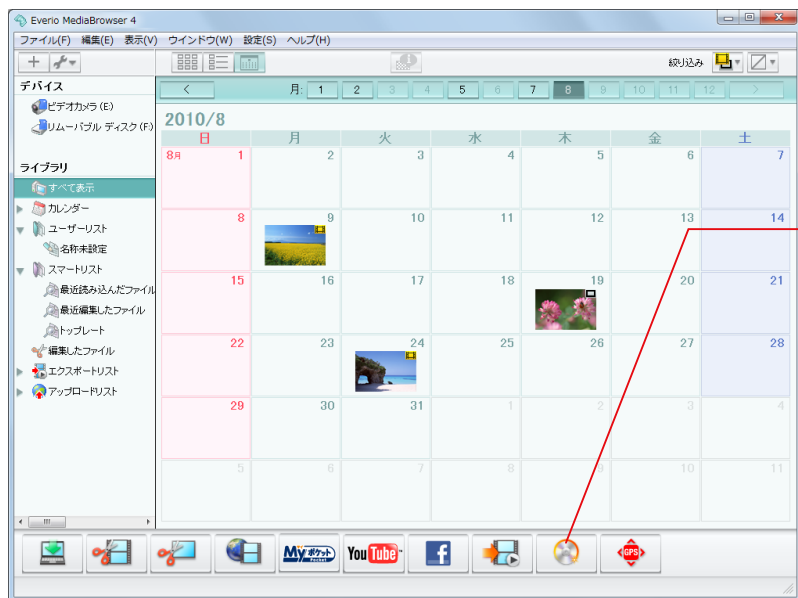 Everio MediaBrowser 4
ファイル(F) 編集(E) 表示(V) ウインドウ(W) 設定(S) ヘルプ(H)
絞り込み
デバイス
ビデオカメラ (E)
リムーバブル ディスク (F)
ライブラリ
すべて表示
カレンダー
ユーザーリスト
名称未設定
スマートリスト
最近読み込んだファイル
最近編集したファイル
トップレート
編集したファイル
エクスポートリスト
アップロードリスト
< 月: 1 2 3 4 5 6 7 8 9 10 11 12 >
2010/8
日 月 火 水 木 金 土
8月 1 2 3 4 5 6 7
8 9 10 11 12 13 14
15 16 17 18 19 20 21
22 23 24 25 26 27 28
29 30 31 1 2 3 4
5 6 7 8 9 10 11
Myポケット Pocket
YouTube
f
GPS